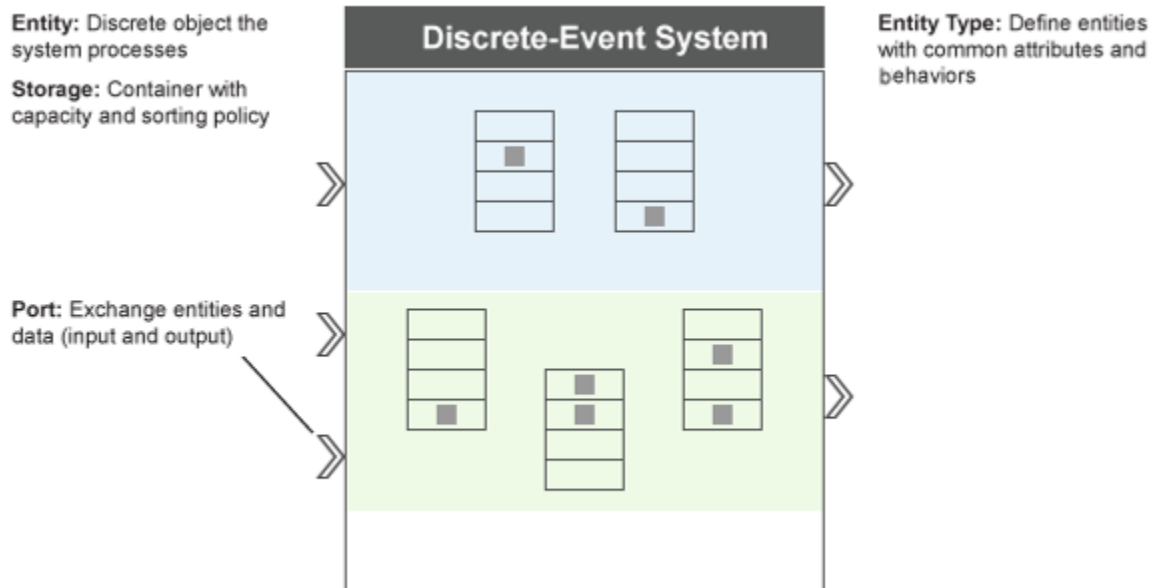 Entity: Discrete object the
system processes
Storage: Container with
capacity and sorting policy
Discrete-Event System
Entity Type: Define entities
with common attributes and
behaviors
Port: Exchange entities and
data (input and output)